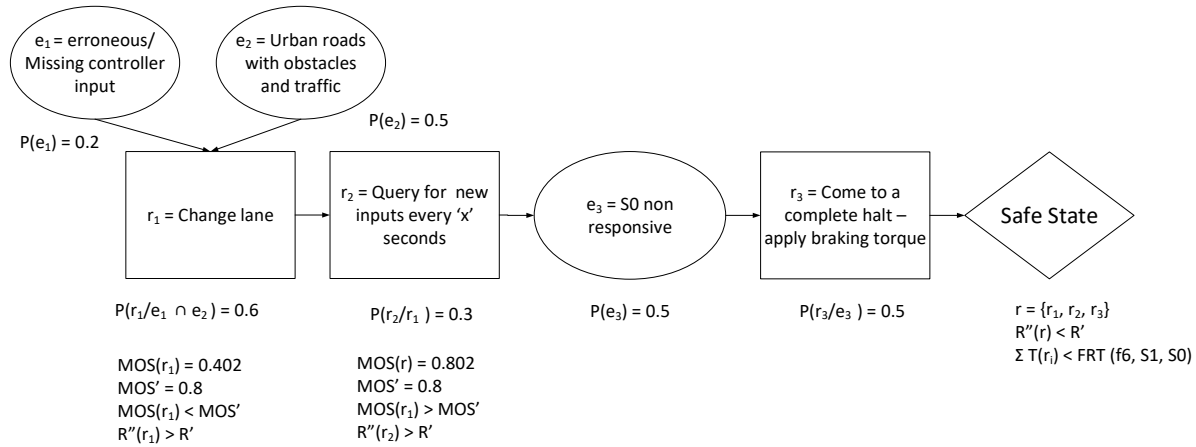 e₁ = erroneous/
Missing controller
input
e₂ = Urban roads
with obstacles
and traffic
P(e₁) = 0.2
P(e₂) = 0.5
r₁ = Change lane
r₂ = Query for new
inputs every ‘x’
seconds
e₃ = S0 non
responsive
r₃ = Come to a
complete halt –
apply braking torque
Safe State
P(r₁/e₁ ∩ e₂) = 0.6
P(r₂/r₁ ) = 0.3
P(e₃) = 0.5
P(r₃/e₃ ) = 0.5
MOS(r₁) = 0.402
MOS’ = 0.8
MOS(r₁) < MOS’
R’’(r₁) > R’
MOS(r) = 0.802
MOS’ = 0.8
MOS(r₁) > MOS’
R’’(r₂) > R’
r = {r₁, r₂, r₃}
R’’(r) < R’
Σ T(rᵢ) < FRT (f6, S1, S0)